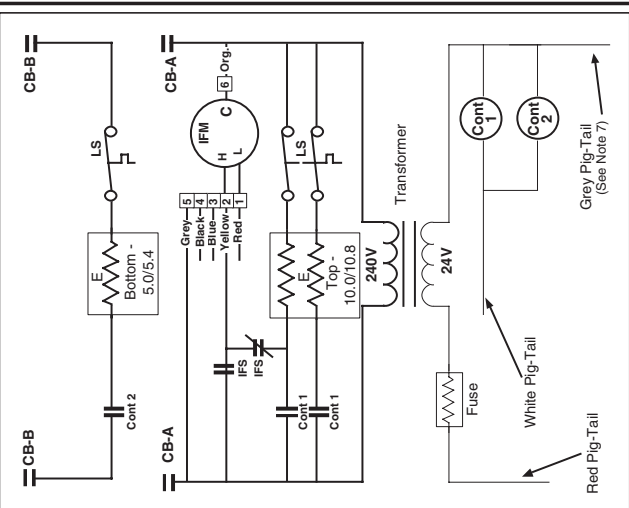 CB-B
CB-B
LS
E
Bottom -
5.0/5.4
Cont 2
CB-A
CB-A
6
Org.
IFM
C
H
L
5
4
3
2
1
Grey
Black
Blue
Yellow
Red
IFS
IFS
LS
E
Top -
10.0/10.8
Cont 1
Cont 1
Transformer
240V
24V
Cont
1
Cont
2
Fuse
Grey Pig-Tail
(See Note 7)
White Pig-Tail
Red Pig-Tail